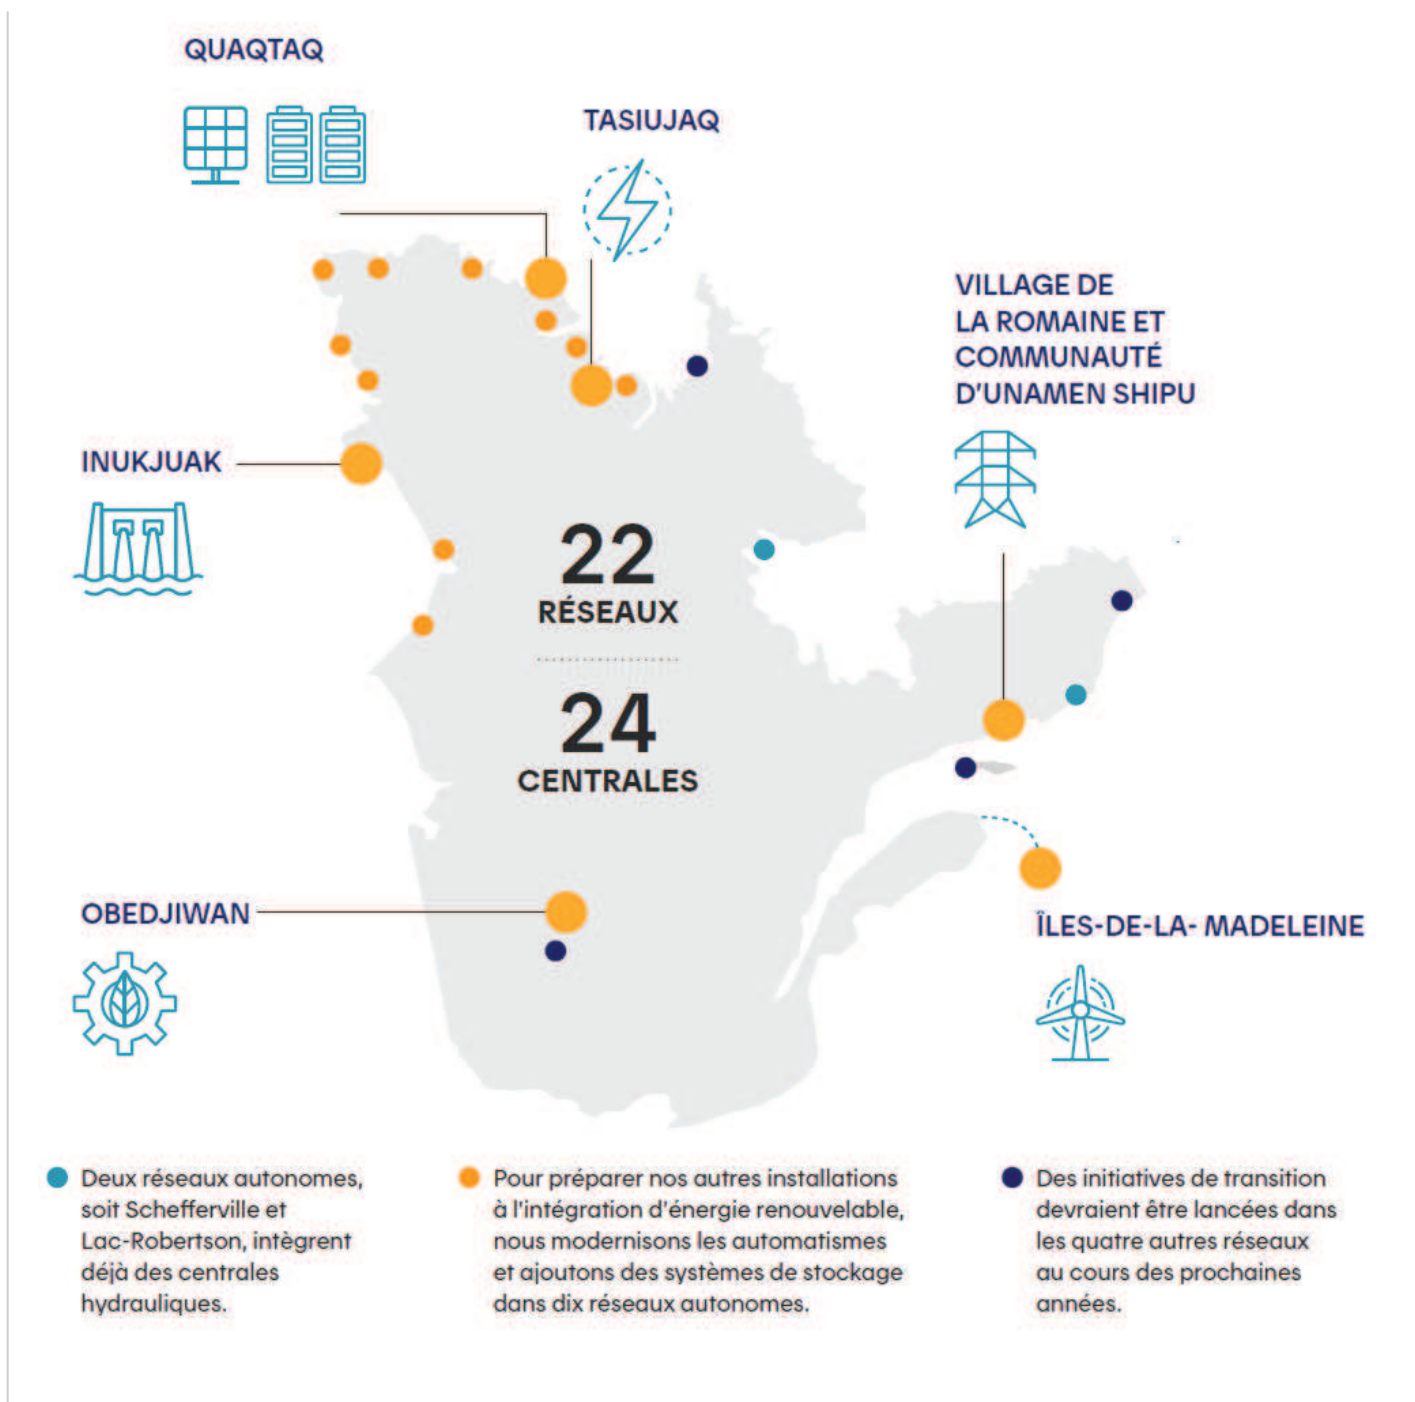 QUAQTAQ
TASIUJAQ
VILLAGE DE
LA ROMAINE ET
COMMUNAUTÉ
D'UNAMEN SHIPU
INUKJUAK
22
RÉSEAUX
24
CENTRALES
OBEDJIWAN
ÎLES-DE-LA- MADELEINE
Deux réseaux autonomes,
soit Schefferville et
Lac-Robertson, intègrent
déjà des centrales
hydrauliques.
Pour préparer nos autres installations
à l'intégration d'énergie renouvelable,
nous modernisons les automatismes
et ajoutons des systèmes de stockage
dans dix réseaux autonomes.
Des initiatives de transition
devraient être lancées dans
les quatre autres réseaux
au cours des prochaines
années.